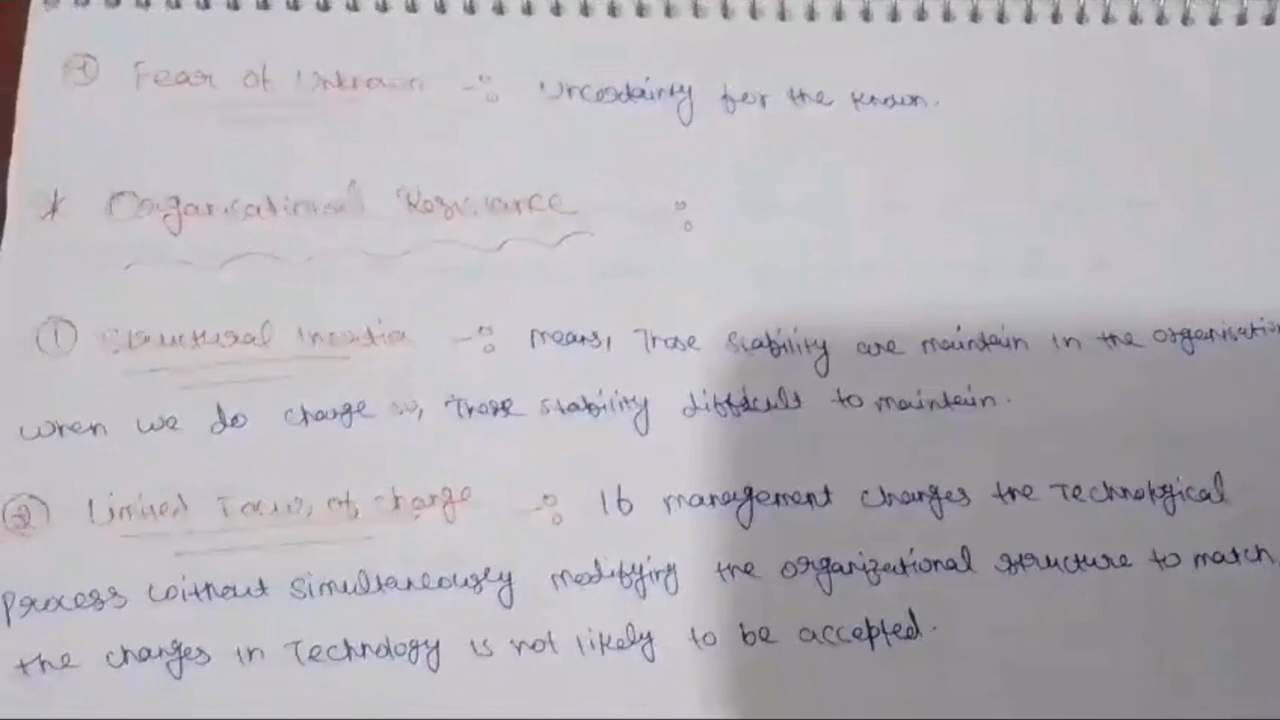 ④ Fear of Unknown -: Uncertainty for the known.
* Organisational Resistance :
① Structural Inertia -: means, Those stability are maintain in the organisation
when we do change so, those stability difficult to maintain.
② Limited Focus of change -: If management changes the Technological
process without simultaneously modifying the organizational structure to match
the changes in Technology is not likely to be accepted.